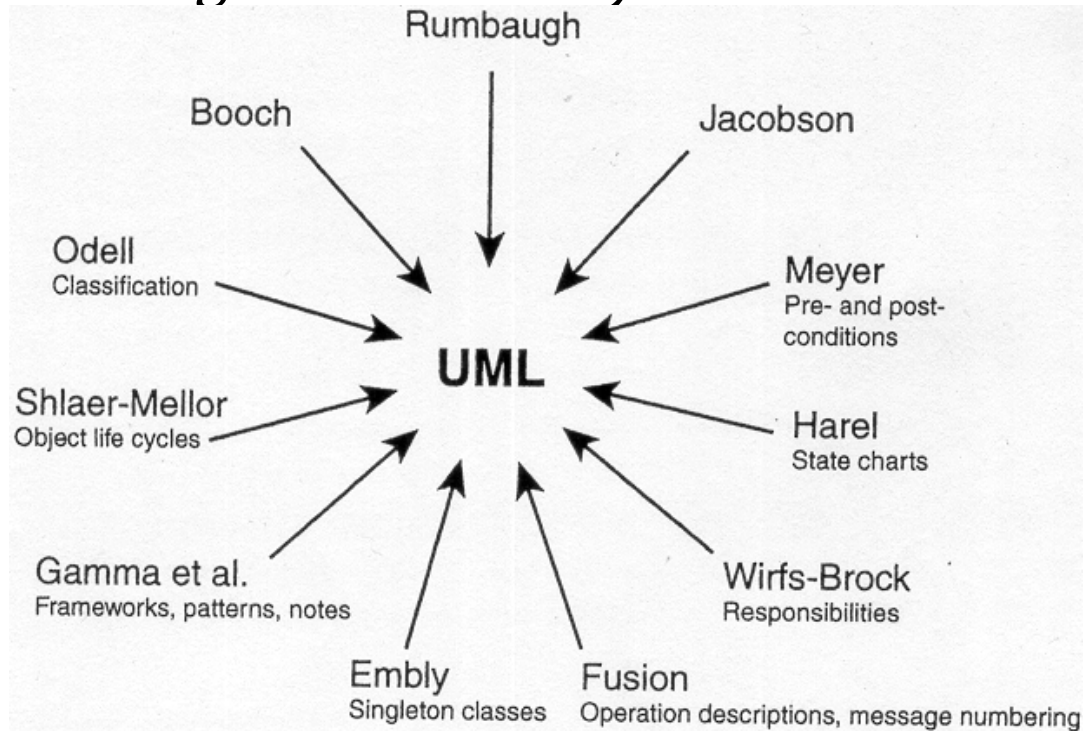 Rumbaugh
Booch
Jacobson
Odell
Classification
Meyer
Pre- and post-
conditions
UML
Shlaer-Mellor
Object life cycles
Harel
State charts
Gamma et al.
Frameworks, patterns, notes
Wirfs-Brock
Responsibilities
Embly
Singleton classes
Fusion
Operation descriptions, message numbering